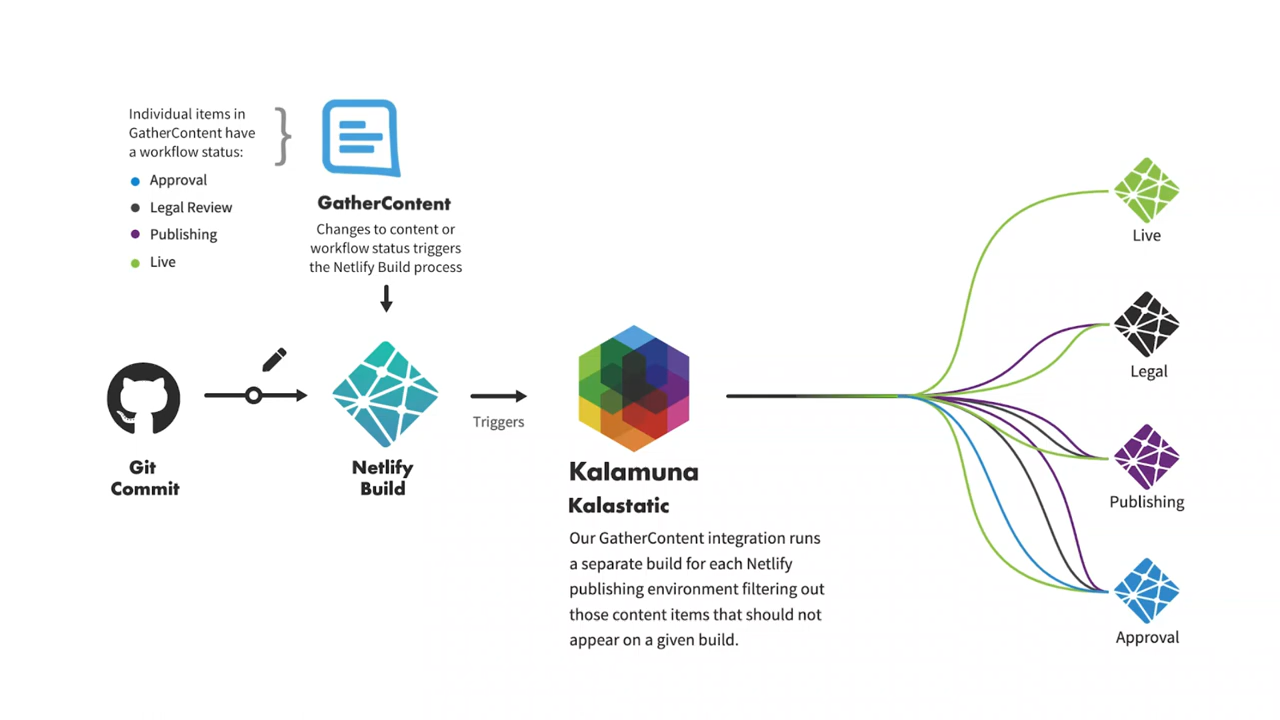 Individual items in
GatherContent have
a workflow status:
Approval
Legal Review
Publishing
Live
GatherContent
Changes to content or
workflow status triggers
the Netlify Build process
Git
Commit
Netlify
Build
Triggers
Kalamuna
Kalastatic
Our GatherContent integration runs
a separate build for each Netlify
publishing environment filtering out
those content items that should not
appear on a given build.
Live
Legal
Publishing
Approval